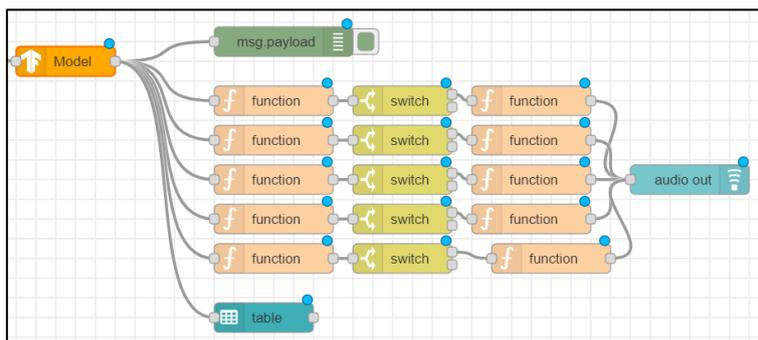 msg.payload
Model
function switch function
function switch function
function switch function
audio out
function switch function
function switch function
table